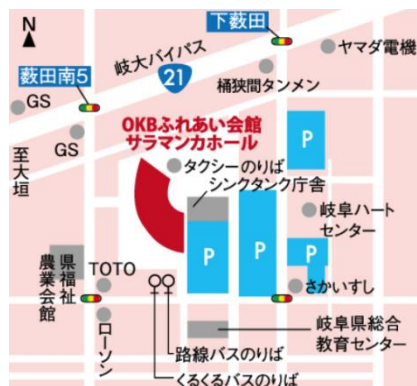 N
下薮田
ヤマダ電機
岐大バイパス
21
桶狭間タンメン
薮田南5
GS
GS
至大垣
OKBふれあい会館
サラマンカホール
タクシーのりば
シンクタンク庁舎
P
P
P
P
岐阜ハート
センター
県福祉
農業会館
TOTO
さかいすし
ローソン
岐阜県総合
教育センター
路線バスのりば
くるくるバスのりば